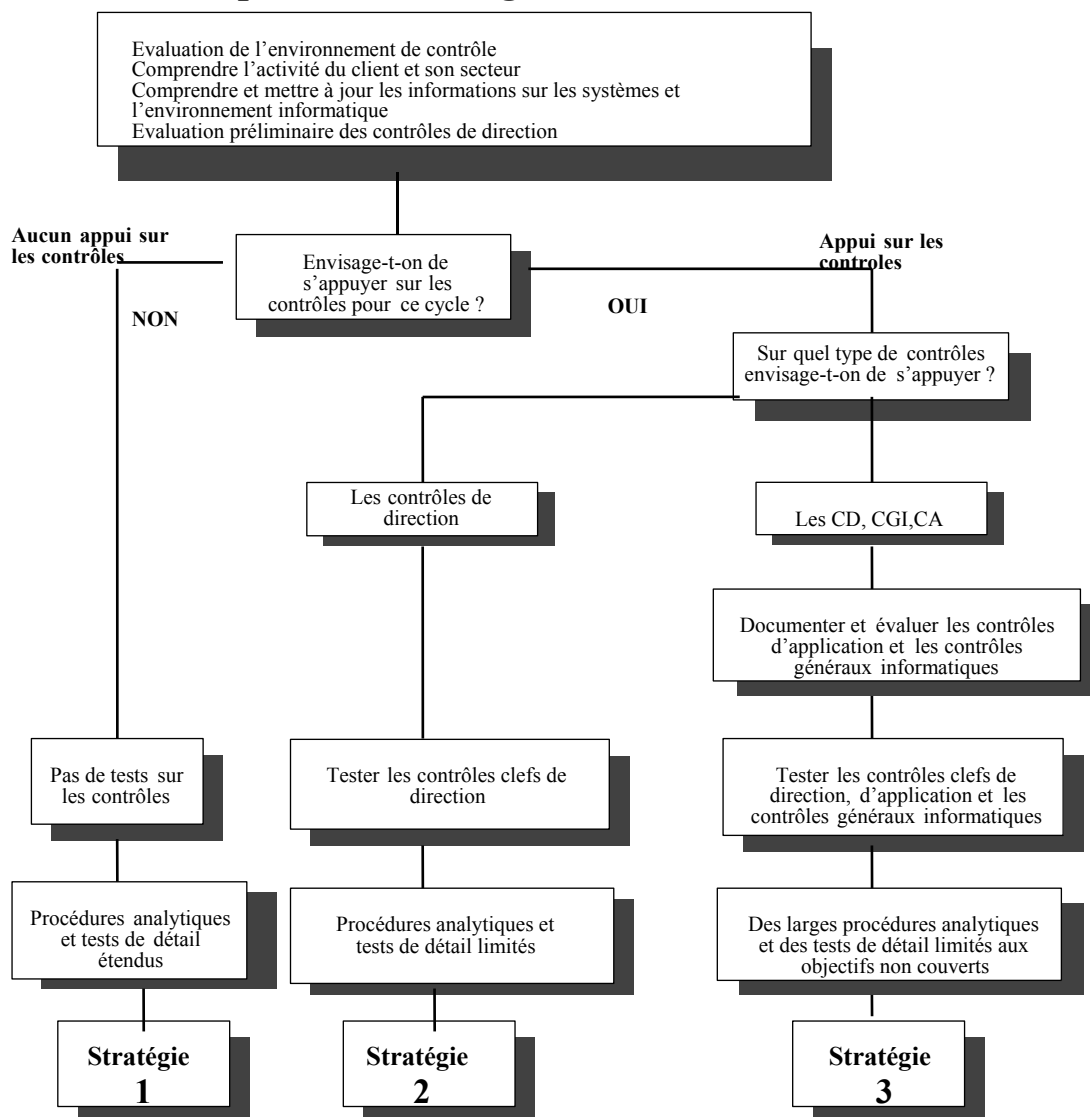 Evaluation de l'environnement de contrôle
Comprendre l'activité du client et son secteur
Comprendre et mettre à jour les informations sur les systèmes et
l'environnement informatique
Evaluation préliminaire des contrôles de direction
Aucun appui sur
les contrôles
Envisage-t-on de
s'appuyer sur les
contrôles pour ce cycle ?
Appui sur les
controles
NON
OUI
Sur quel type de contrôles
envisage-t-on de s'appuyer ?
Les contrôles de
direction
Les CD, CGI,CA
Documenter et évaluer les contrôles
d'application et les contrôles
généraux informatiques
Pas de tests sur
les contrôles
Tester les contrôles clefs de
direction
Tester les contrôles clefs de
direction, d'application et les
contrôles généraux informatiques
Procédures analytiques
et tests de détail
étendus
Procédures analytiques et
tests de détail limités
Des larges procédures analytiques
et des tests de détail limités aux
objectifs non couverts
Stratégie
1
Stratégie
2
Stratégie
3